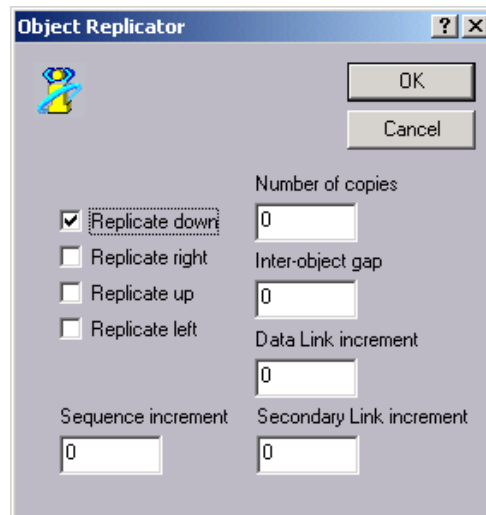 Object Replicator
OK
Cancel
Number of copies
0
Replicate down
Replicate right
Replicate up
Replicate left
Inter-object gap
0
Data Link increment
0
Sequence increment
0
Secondary Link increment
0